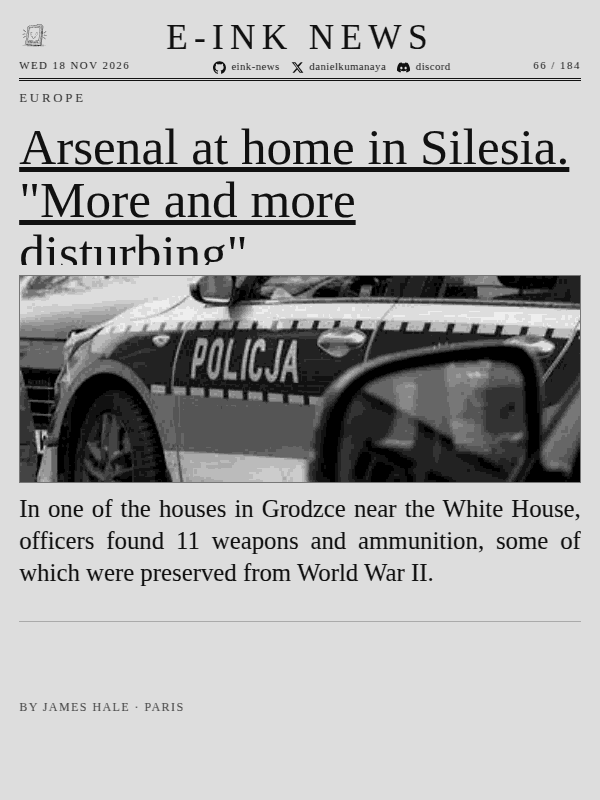 E-INK NEWS
WED 18 NOV 2026
eink-news
danielkumanaya
discord
66 / 184
EUROPE
Arsenal at home in Silesia.
"More and more
disturbing"
POLICJA
In one of the houses in Grodzce near the White House,
officers found 11 weapons and ammunition, some of
which were preserved from World War II.
BY JAMES HALE · PARIS